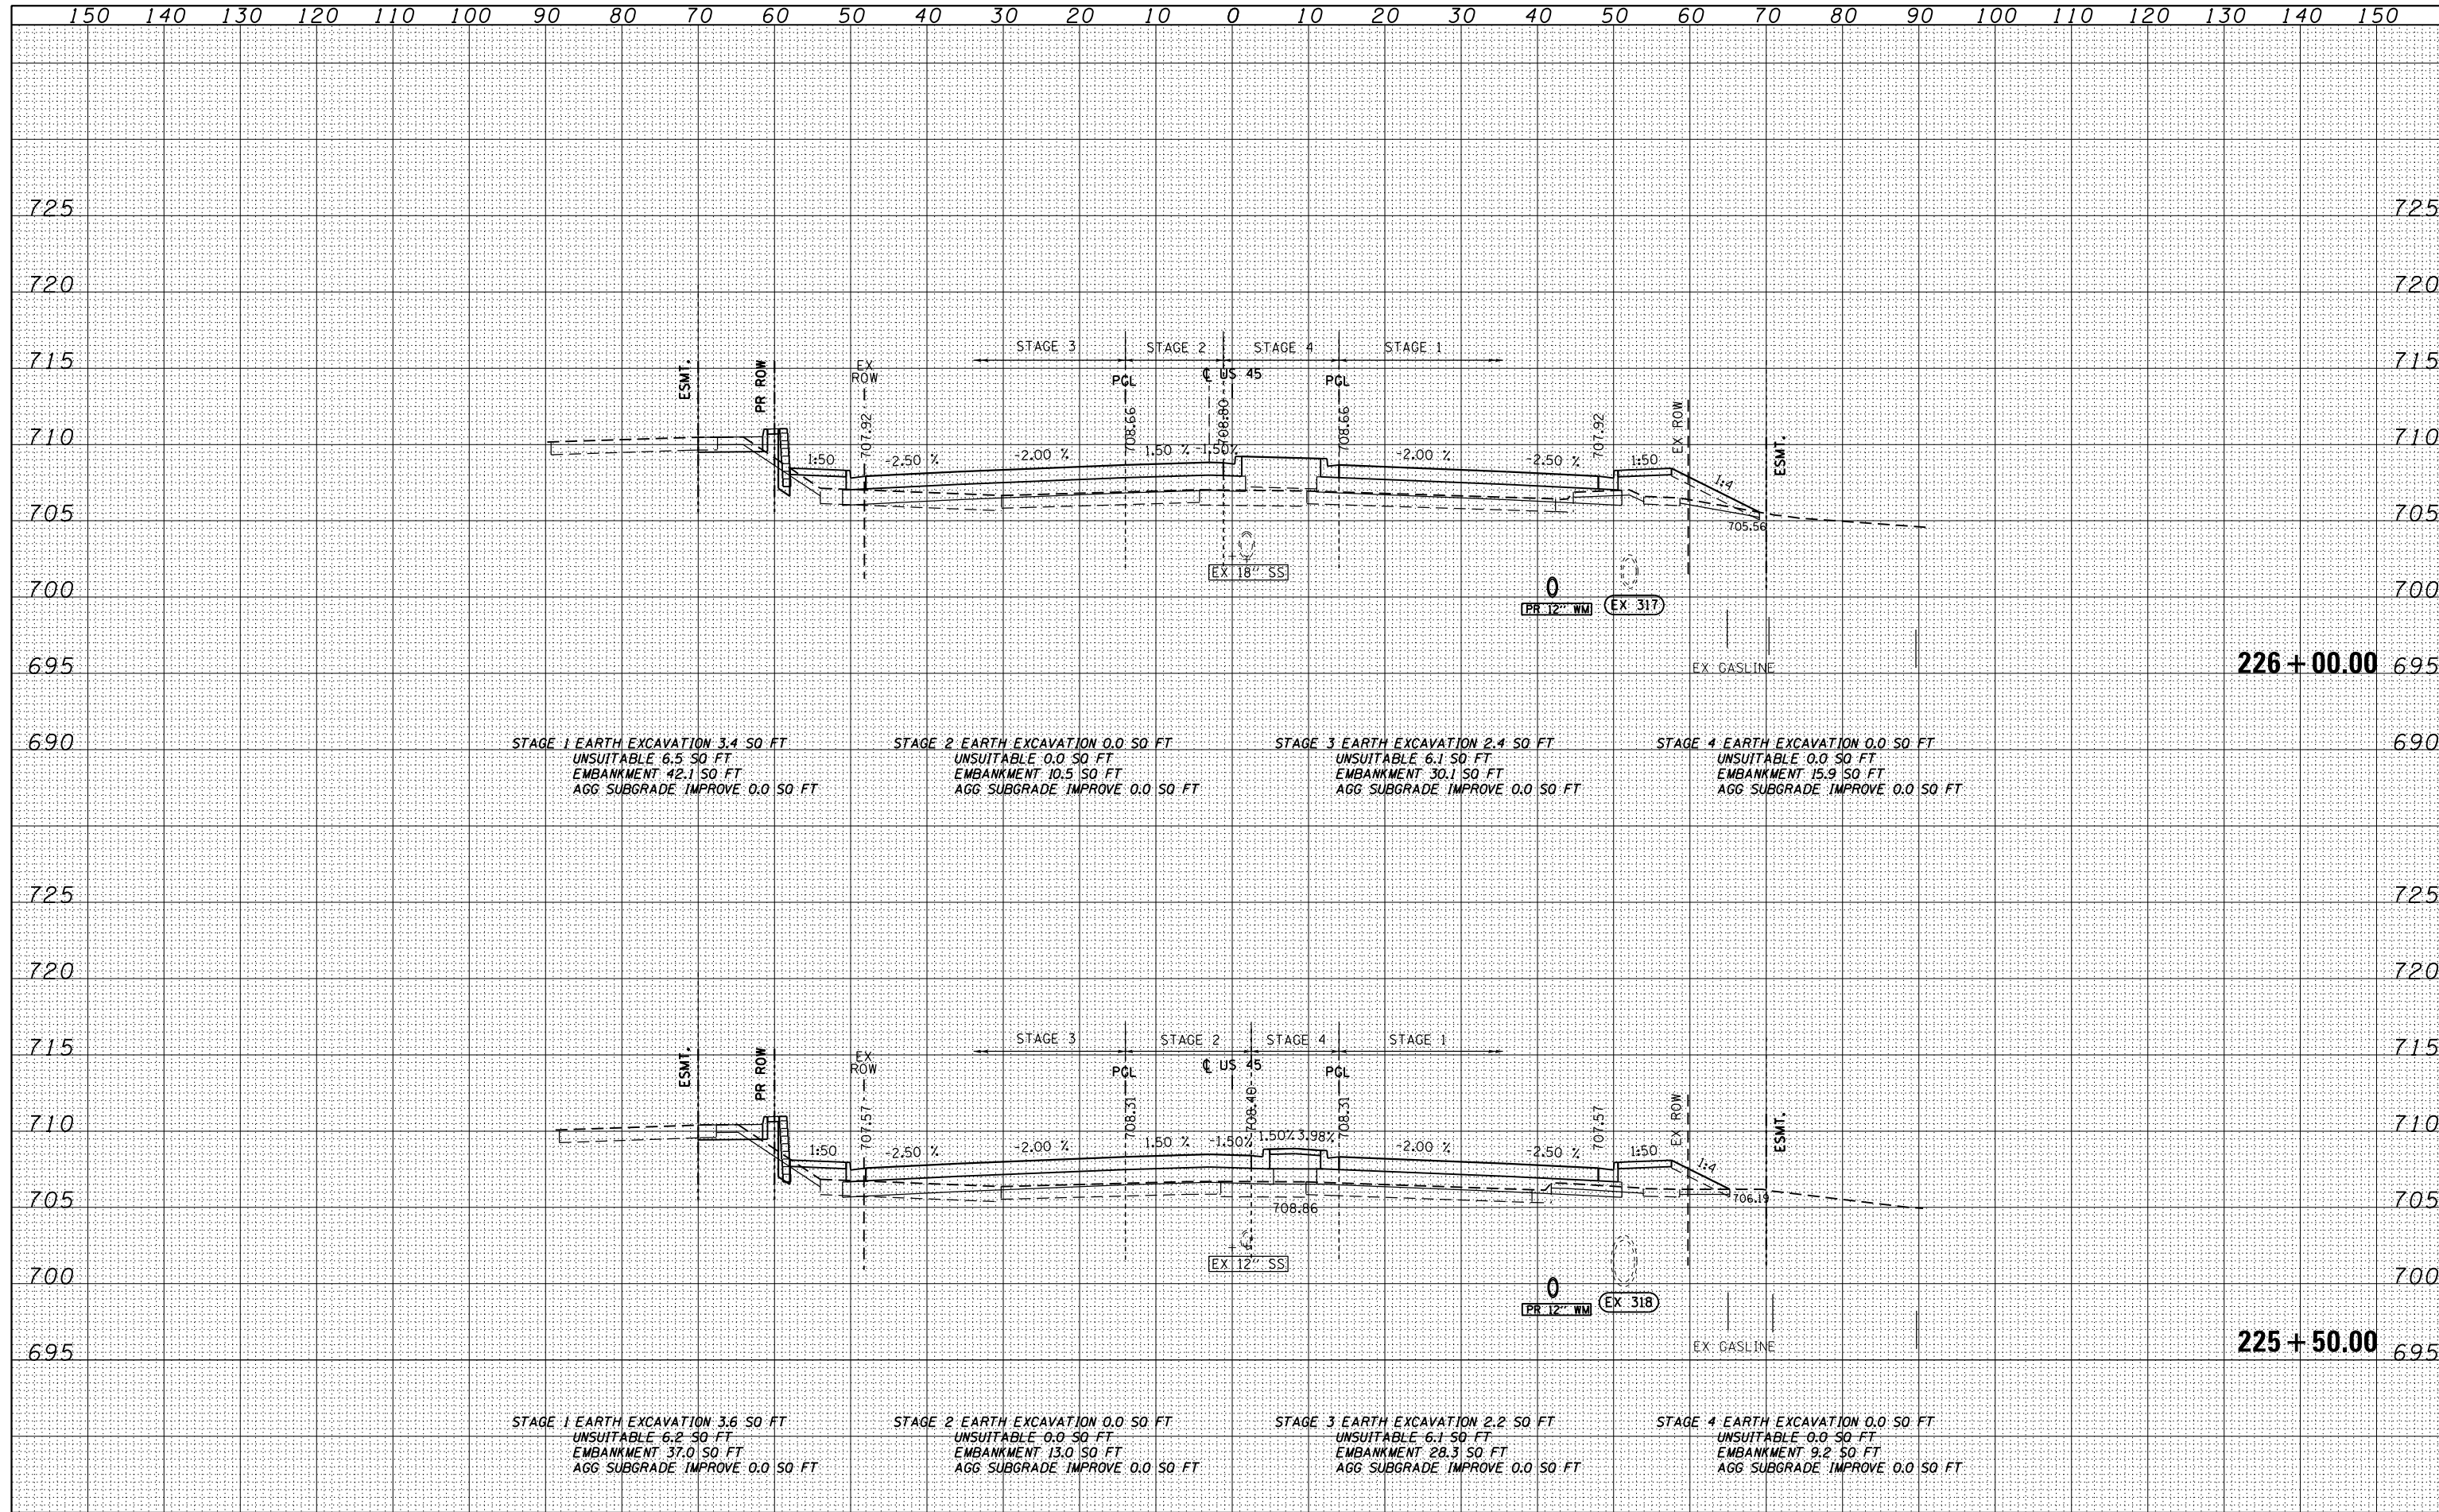 150 140 130 120 110 100 90 80 70 60 50 40 30 20 10 0 10 20 30 40 50 60 70 80 90 100 110 120 130 140 150
725 725
720 720
STAGE 3 STAGE 2 STAGE 4 STAGE 1
715 715
ESMT. PR ROW EX ROW PGL ℄ US 45 PGL EX ROW ESMT.
707.92 708.66 708.80 708.66 707.92
710 710
1:50 -2.50 % -2.00 % 1.50 % -1.50% -2.00 % -2.50 % 1:50 1:4
705 705.56 705
EX 18'' SS
700 700
PR 12'' WM EX 317
695 EX GASLINE 226+00.00 695
690 690
STAGE 1 EARTH EXCAVATION 3.4 SQ FT
UNSUITABLE 6.5 SQ FT
EMBANKMENT 42.1 SQ FT
AGG SUBGRADE IMPROVE 0.0 SQ FT
STAGE 2 EARTH EXCAVATION 0.0 SQ FT
UNSUITABLE 0.0 SQ FT
EMBANKMENT 10.5 SQ FT
AGG SUBGRADE IMPROVE 0.0 SQ FT
STAGE 3 EARTH EXCAVATION 2.4 SQ FT
UNSUITABLE 6.1 SQ FT
EMBANKMENT 30.1 SQ FT
AGG SUBGRADE IMPROVE 0.0 SQ FT
STAGE 4 EARTH EXCAVATION 0.0 SQ FT
UNSUITABLE 0.0 SQ FT
EMBANKMENT 15.9 SQ FT
AGG SUBGRADE IMPROVE 0.0 SQ FT
725 725
720 720
STAGE 3 STAGE 2 STAGE 4 STAGE 1
715 715
ESMT. PR ROW EX ROW PGL ℄ US 45 PGL EX ROW ESMT.
707.57 708.31 708.40 708.31 707.57
710 710
1:50 -2.50 % -2.00 % 1.50 % -1.50% 1.50% 3.98% -2.00 % -2.50 % 1:50 1:4
706.19
705 708.86 705
EX 12'' SS
700 700
PR 12'' WM EX 318
695 EX GASLINE 225+50.00 695
STAGE 1 EARTH EXCAVATION 3.6 SQ FT
UNSUITABLE 6.2 SQ FT
EMBANKMENT 37.0 SQ FT
AGG SUBGRADE IMPROVE 0.0 SQ FT
STAGE 2 EARTH EXCAVATION 0.0 SQ FT
UNSUITABLE 0.0 SQ FT
EMBANKMENT 13.0 SQ FT
AGG SUBGRADE IMPROVE 0.0 SQ FT
STAGE 3 EARTH EXCAVATION 2.2 SQ FT
UNSUITABLE 6.1 SQ FT
EMBANKMENT 28.3 SQ FT
AGG SUBGRADE IMPROVE 0.0 SQ FT
STAGE 4 EARTH EXCAVATION 0.0 SQ FT
UNSUITABLE 0.0 SQ FT
EMBANKMENT 9.2 SQ FT
AGG SUBGRADE IMPROVE 0.0 SQ FT